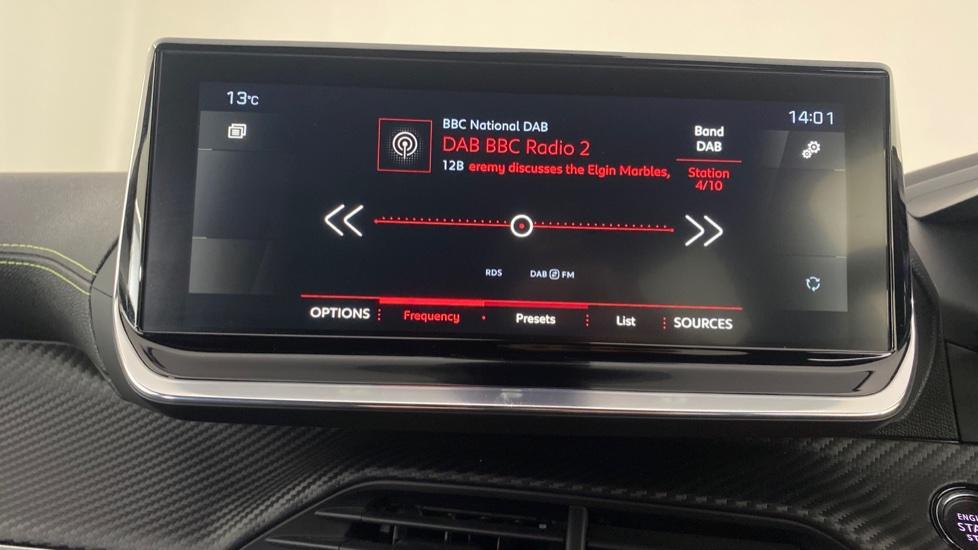 13°C
14:01
BBC National DAB
DAB BBC Radio 2
12B eremy discusses the Elgin Marbles,
Band
DAB
Station
4/10
RDS DAB FM
OPTIONS Frequency Presets List SOURCES